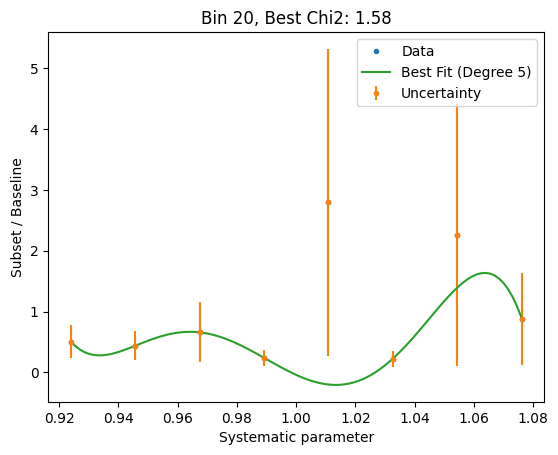 Bin 20, Best Chi2: 1.58
Data
Best Fit (Degree 5)
Uncertainty
Subset / Baseline
5
4
3
2
1
0
0.92 0.94 0.96 0.98 1.00 1.02 1.04 1.06 1.08
Systematic parameter